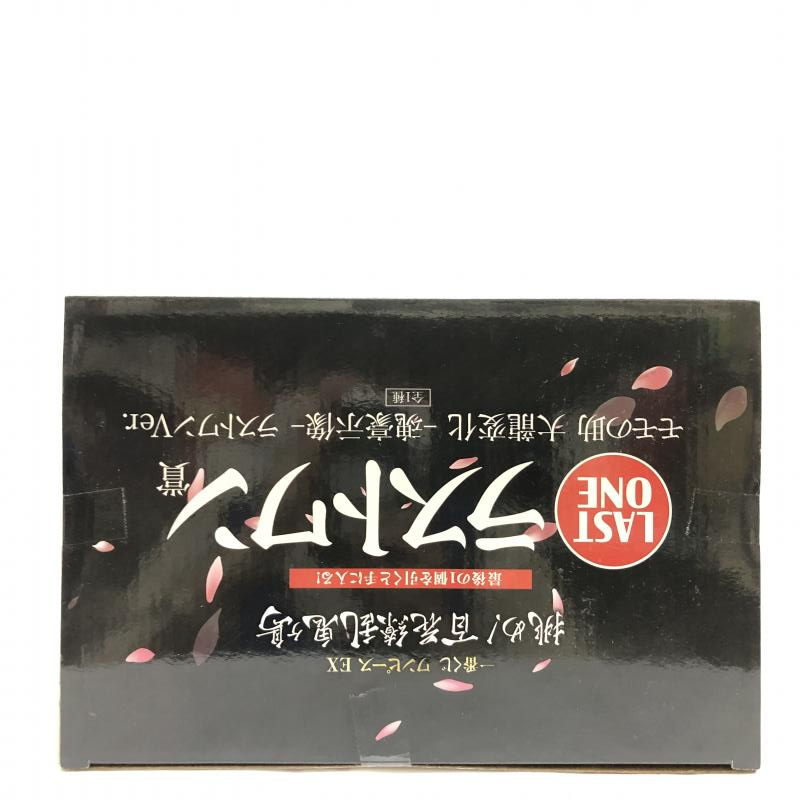 一番くじ ワンピース EX
挑め! 百花繚乱鬼ヶ島
最後の1個を引くと手に入る!
LAST
ONE
ラストワン賞
モモの助 大龍変化 -魂豪示像- ラストワンVer.
全1種